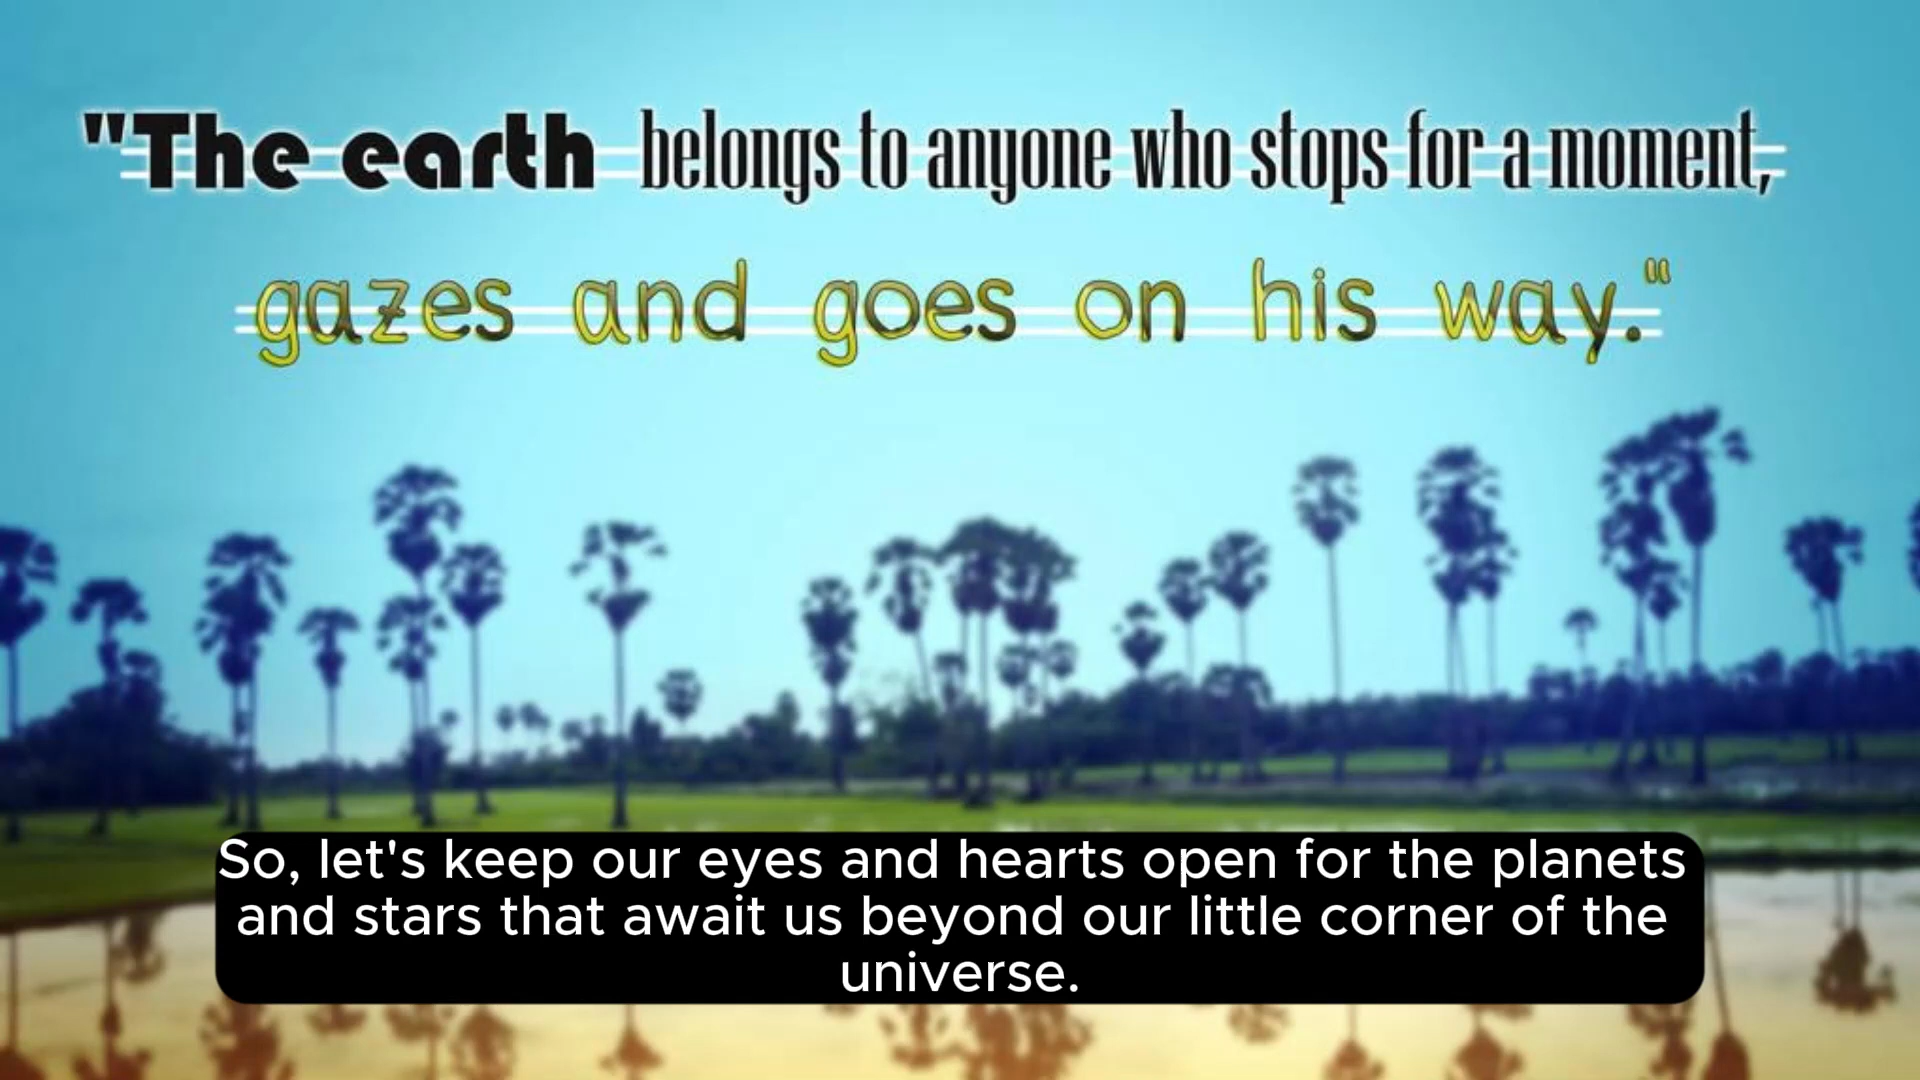 "The earth belongs to anyone who stops for a moment,
gazes and goes on his way."
So, let's keep our eyes and hearts open for the planets
and stars that await us beyond our little corner of the
universe.